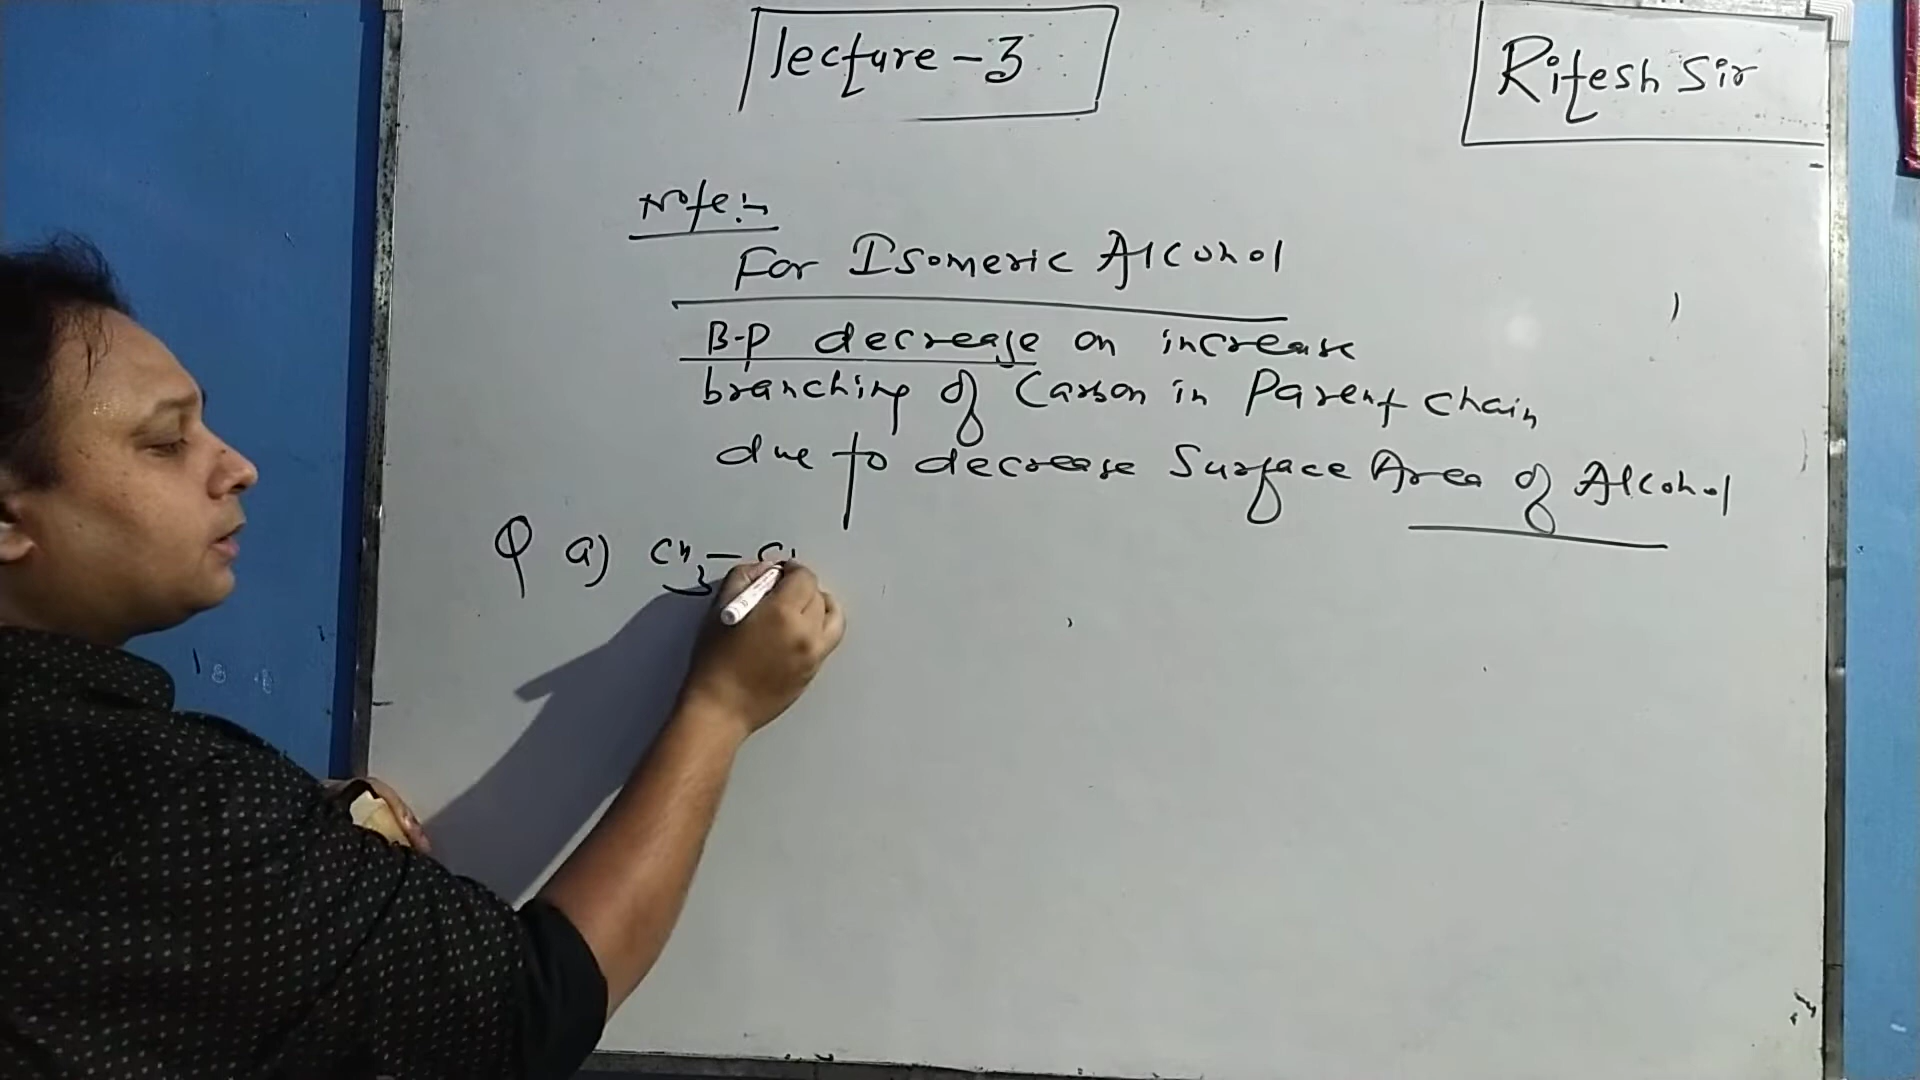 Lecture - 3
Ritesh Sir
Note:-
For Isomeric Alcohol
B-P decrease on increase
branching of Carbon in Parent chain
due to decrease Surface Area of Alcohol
Q a) CH3 - C